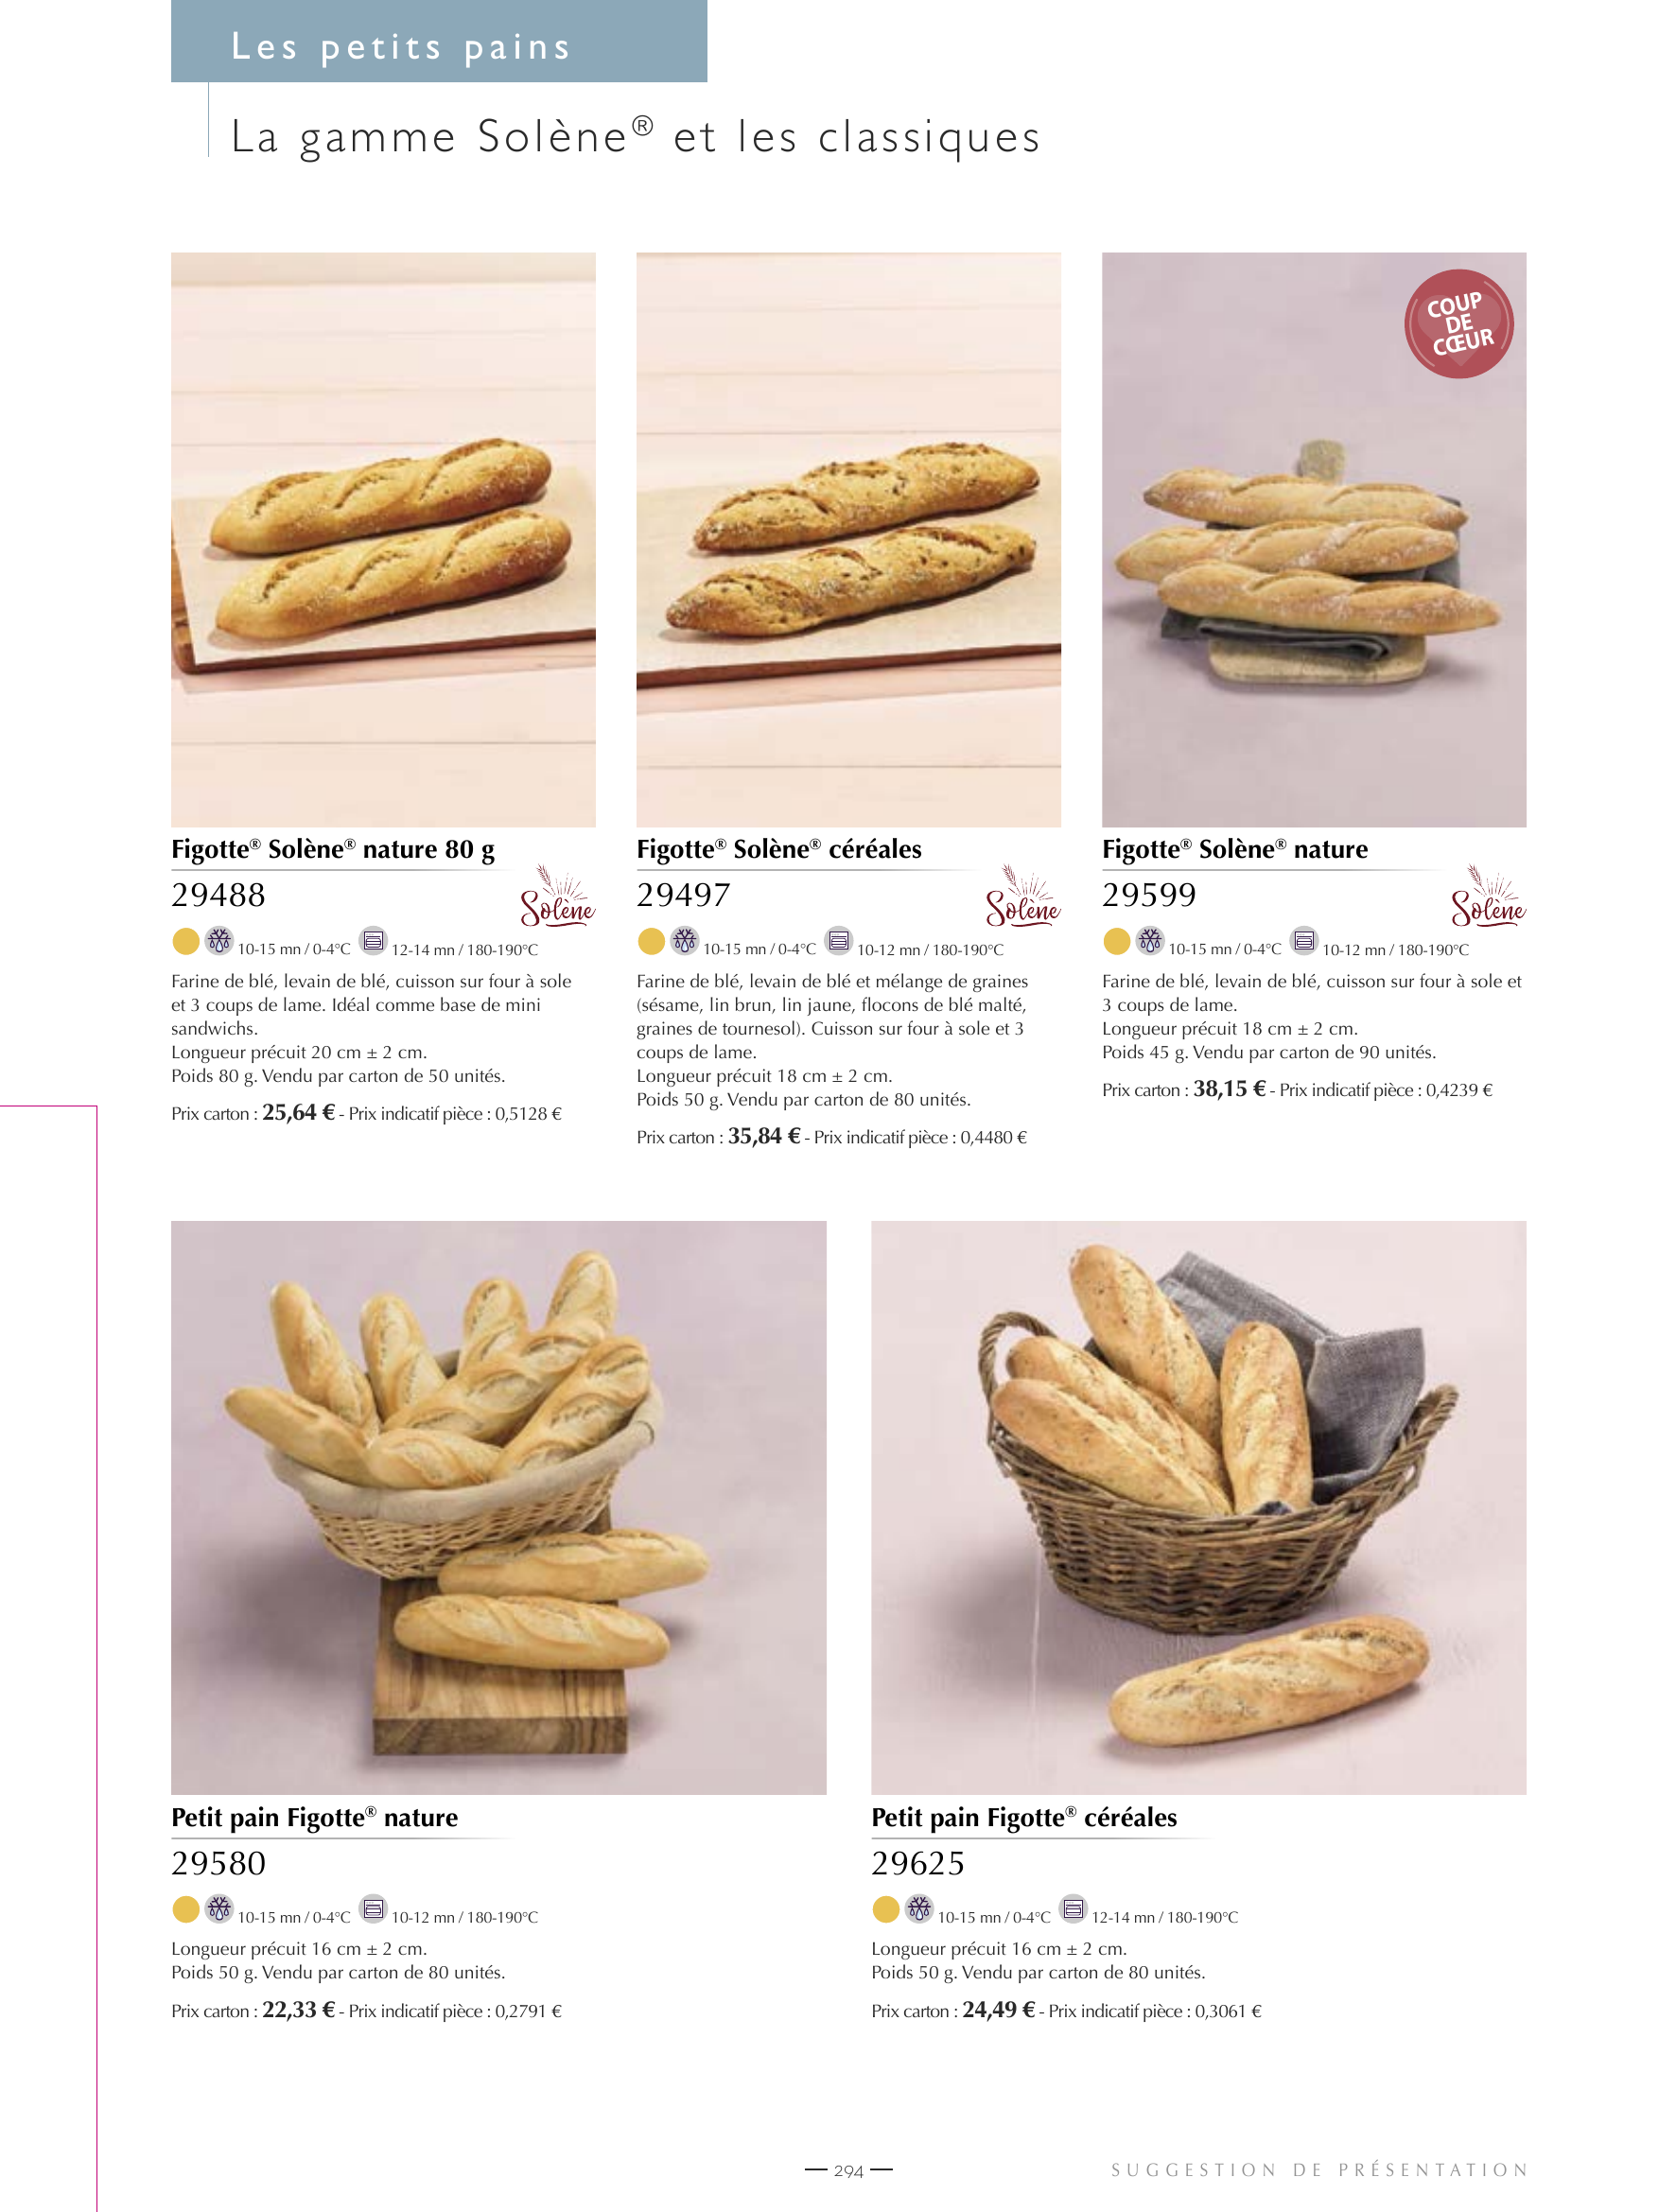 Les petits pains
La gamme Solène® et les classiques
COUP
DE
CŒUR
Figotte® Solène® nature 80 g
29488
Solène
10-15 mn / 0-4°C 12-14 mn / 180-190°C
Farine de blé, levain de blé, cuisson sur four à sole
et 3 coups de lame. Idéal comme base de mini
sandwichs.
Longueur précuit 20 cm ± 2 cm.
Poids 80 g. Vendu par carton de 50 unités.
Prix carton : 25,64 € - Prix indicatif pièce : 0,5128 €
Figotte® Solène® céréales
29497
Solène
10-15 mn / 0-4°C 10-12 mn / 180-190°C
Farine de blé, levain de blé et mélange de graines
(sésame, lin brun, lin jaune, flocons de blé malté,
graines de tournesol). Cuisson sur four à sole et 3
coups de lame.
Longueur précuit 18 cm ± 2 cm.
Poids 50 g. Vendu par carton de 80 unités.
Prix carton : 35,84 € - Prix indicatif pièce : 0,4480 €
Figotte® Solène® nature
29599
Solène
10-15 mn / 0-4°C 10-12 mn / 180-190°C
Farine de blé, levain de blé, cuisson sur four à sole et
3 coups de lame.
Longueur précuit 18 cm ± 2 cm.
Poids 45 g. Vendu par carton de 90 unités.
Prix carton : 38,15 € - Prix indicatif pièce : 0,4239 €
Petit pain Figotte® nature
29580
10-15 mn / 0-4°C 10-12 mn / 180-190°C
Longueur précuit 16 cm ± 2 cm.
Poids 50 g. Vendu par carton de 80 unités.
Prix carton : 22,33 € - Prix indicatif pièce : 0,2791 €
Petit pain Figotte® céréales
29625
10-15 mn / 0-4°C 12-14 mn / 180-190°C
Longueur précuit 16 cm ± 2 cm.
Poids 50 g. Vendu par carton de 80 unités.
Prix carton : 24,49 € - Prix indicatif pièce : 0,3061 €
294
SUGGESTION DE PRÉSENTATION